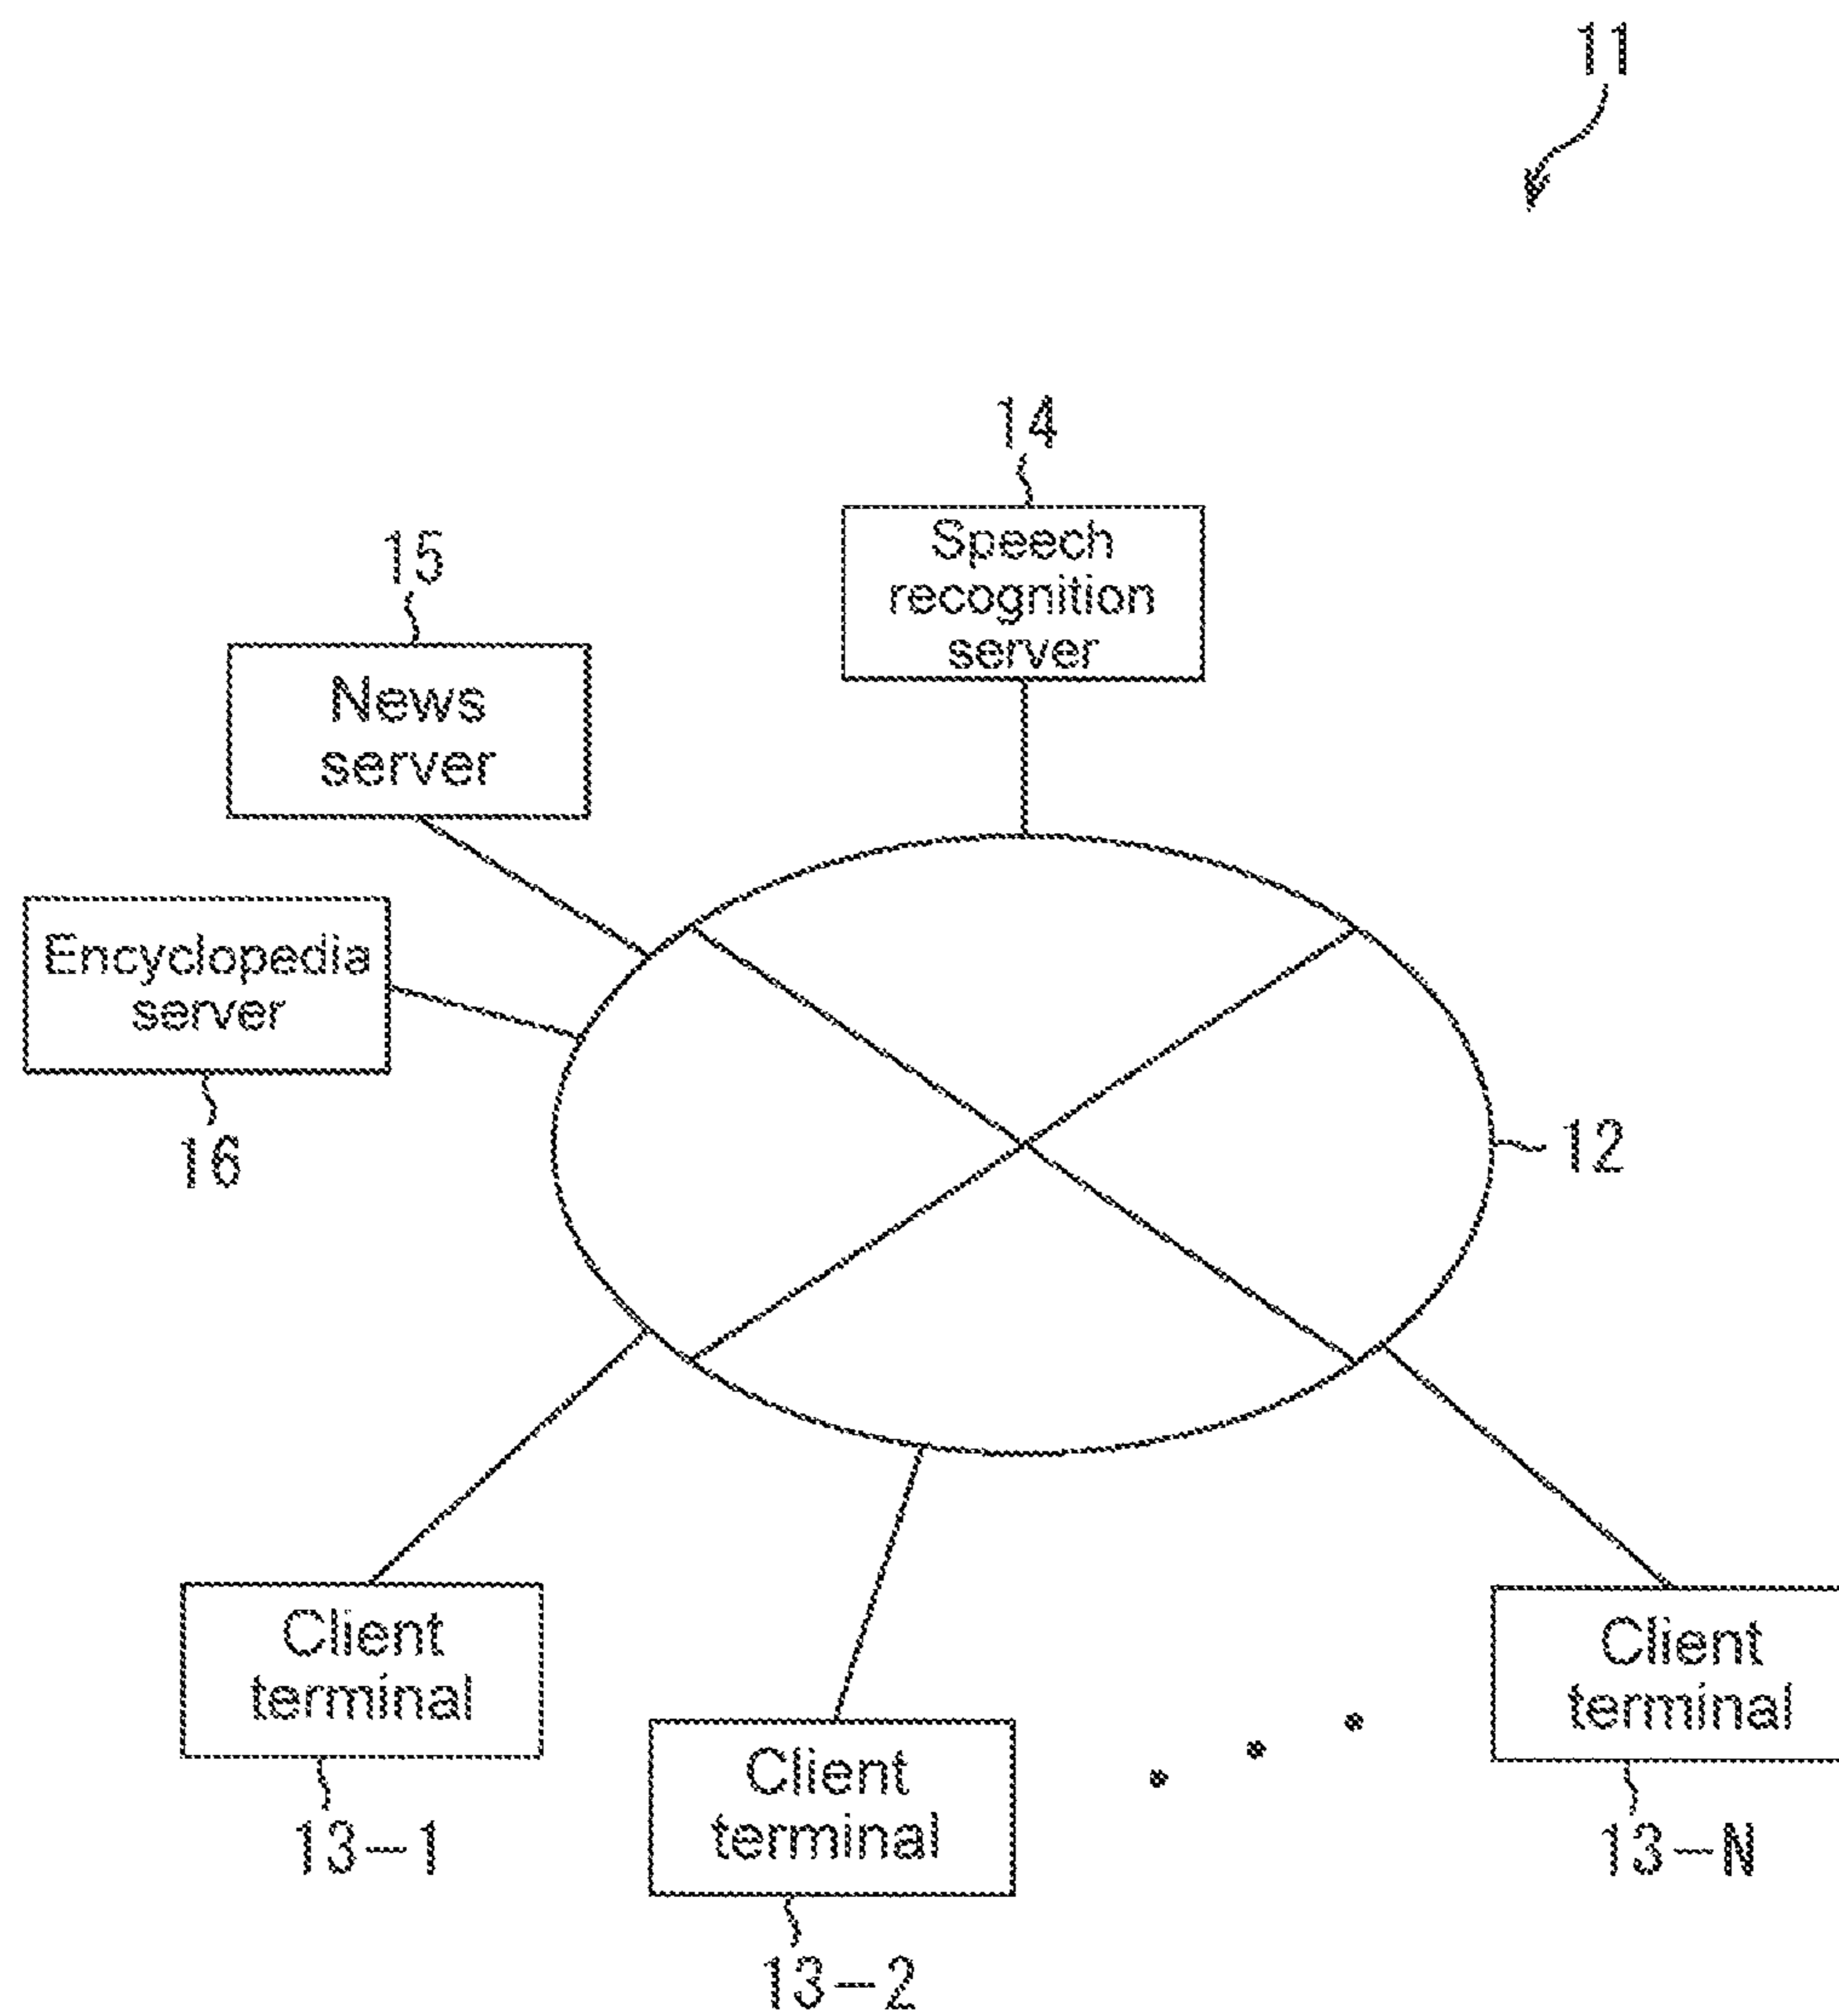 11
14
Speech
recognition
server
15
News
server
Encyclopedia
server
16
12
Client
terminal
13-1
Client
terminal
13-2
Client
terminal
13-N